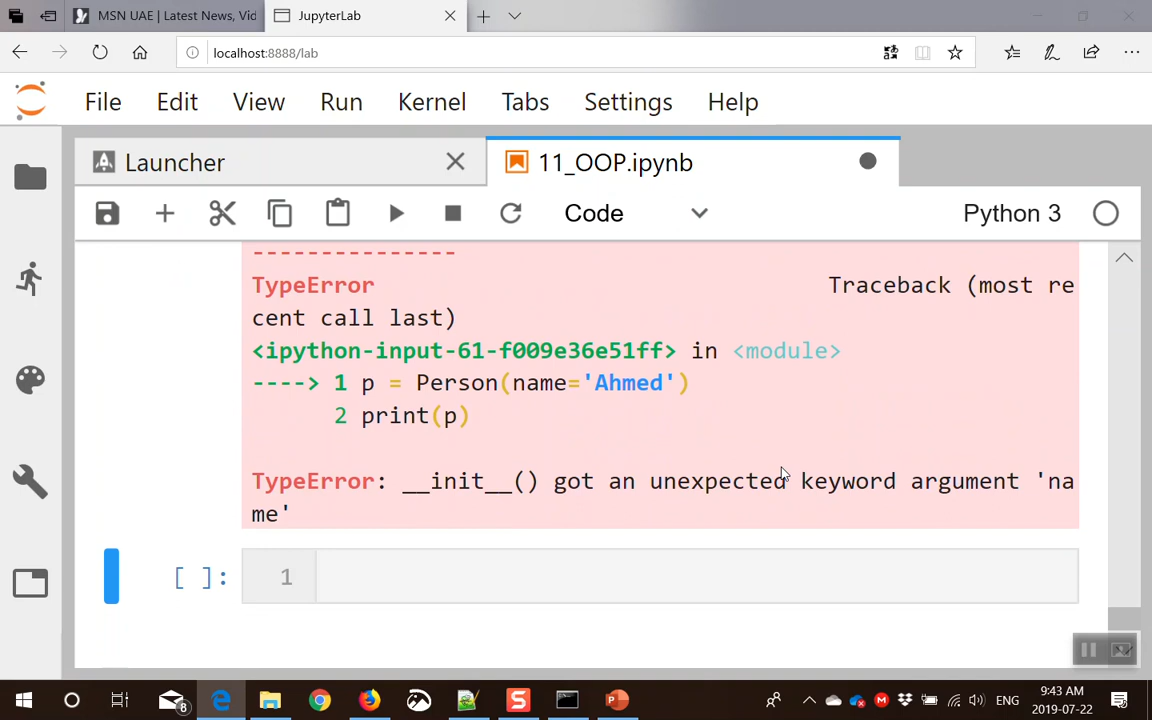 MSN UAE | Latest News, Vid
JupyterLab
localhost:8888/lab
File Edit View Run Kernel Tabs Settings Help
Launcher
11_OOP.ipynb
Code
Python 3
---------------
TypeError Traceback (most re
cent call last)
<ipython-input-61-f009e36e51ff> in <module>
----> 1 p = Person(name='Ahmed')
2 print(p)
TypeError: __init__() got an unexpected keyword argument 'na
me'
[ ]: 1
8
ENG
9:43 AM
2019-07-22